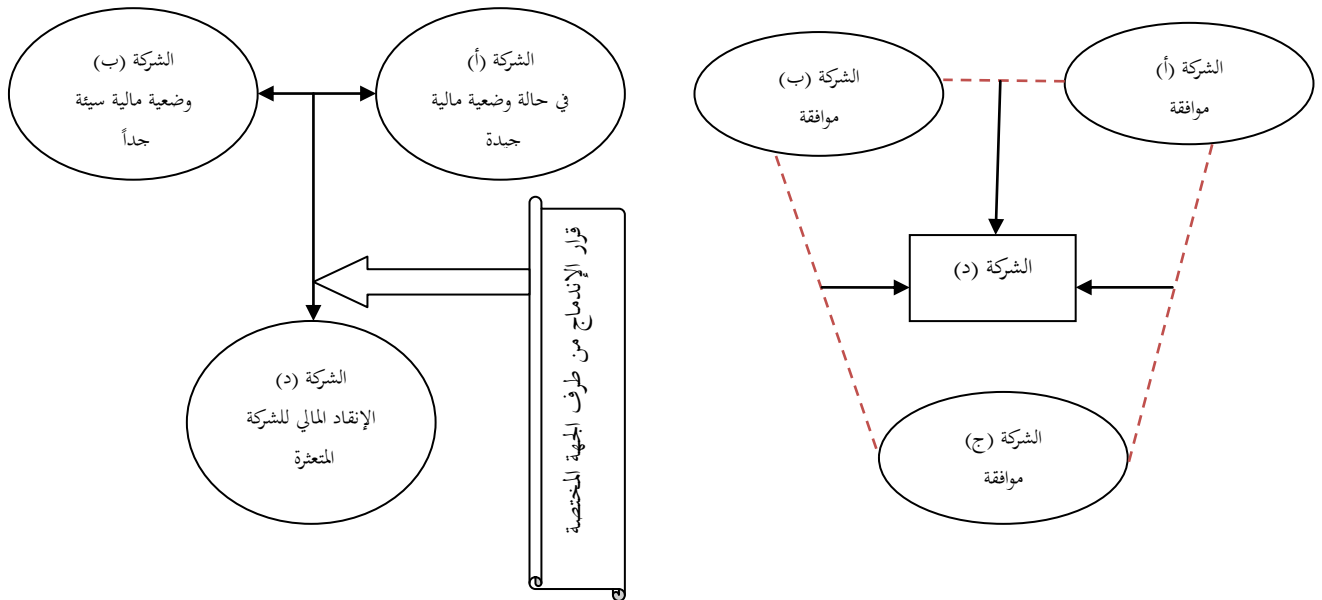 الشركة (أ)
موافقة
الشركة (ب)
موافقة
الشركة (د)
الشركة (ج)
موافقة
الشركة (أ)
في حالة وضعية مالية
جيدة
الشركة (ب)
وضعية مالية سيئة
جداً
قرار الإندماج من طرف الجهة المختصة
الشركة (د)
الإنقاد المالي للشركة
المتعثرة